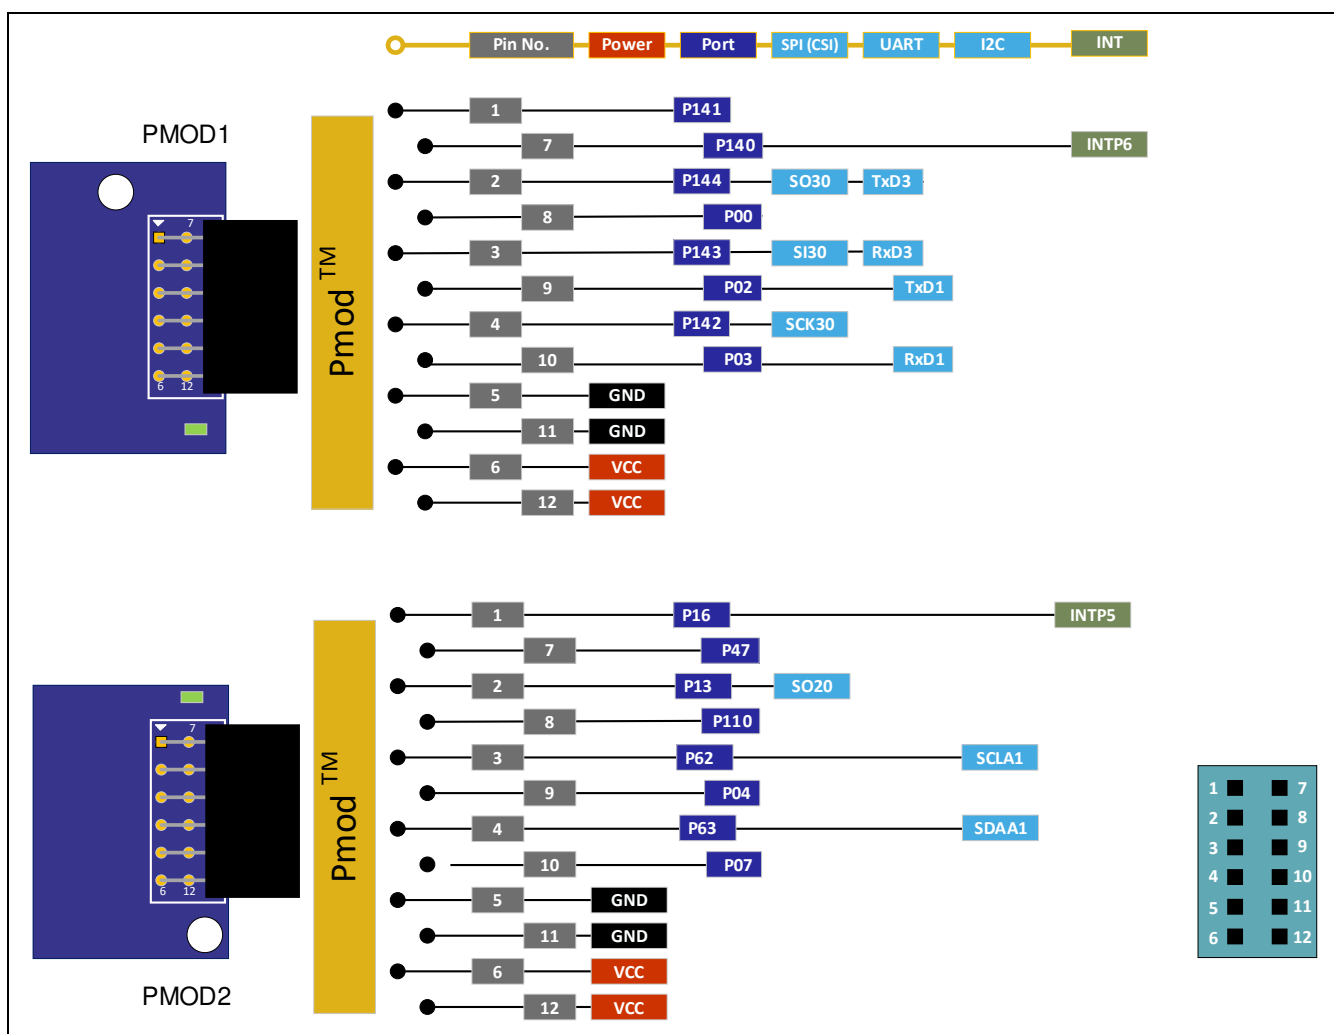 Pin No. Power Port SPI (CSI) UART I2C INT
PMOD1
7
6 12
Pmod™
1 P141
7 P140 INTP6
2 P144 SO30 TxD3
8 P00
3 P143 SI30 RxD3
9 P02 TxD1
4 P142 SCK30
10 P03 RxD1
5 GND
11 GND
6 VCC
12 VCC
7
6 12
PMOD2
Pmod™
1 P16 INTP5
7 P47
2 P13 SO20
8 P110
3 P62 SCLA1
9 P04
4 P63 SDAA1
10 P07
5 GND
11 GND
6 VCC
12 VCC
1 7
2 8
3 9
4 10
5 11
6 12